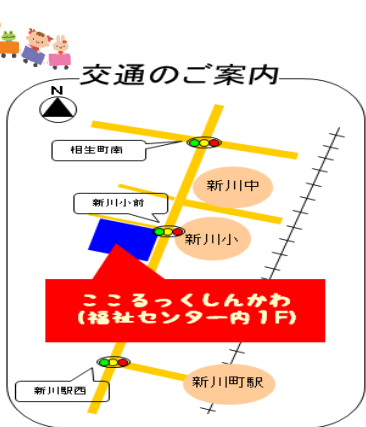 交通のご案内
N
相生町南
新川中
新川小前
新川小
こころっくしんかわ
(福祉センター内1F)
新川駅西
新川町駅